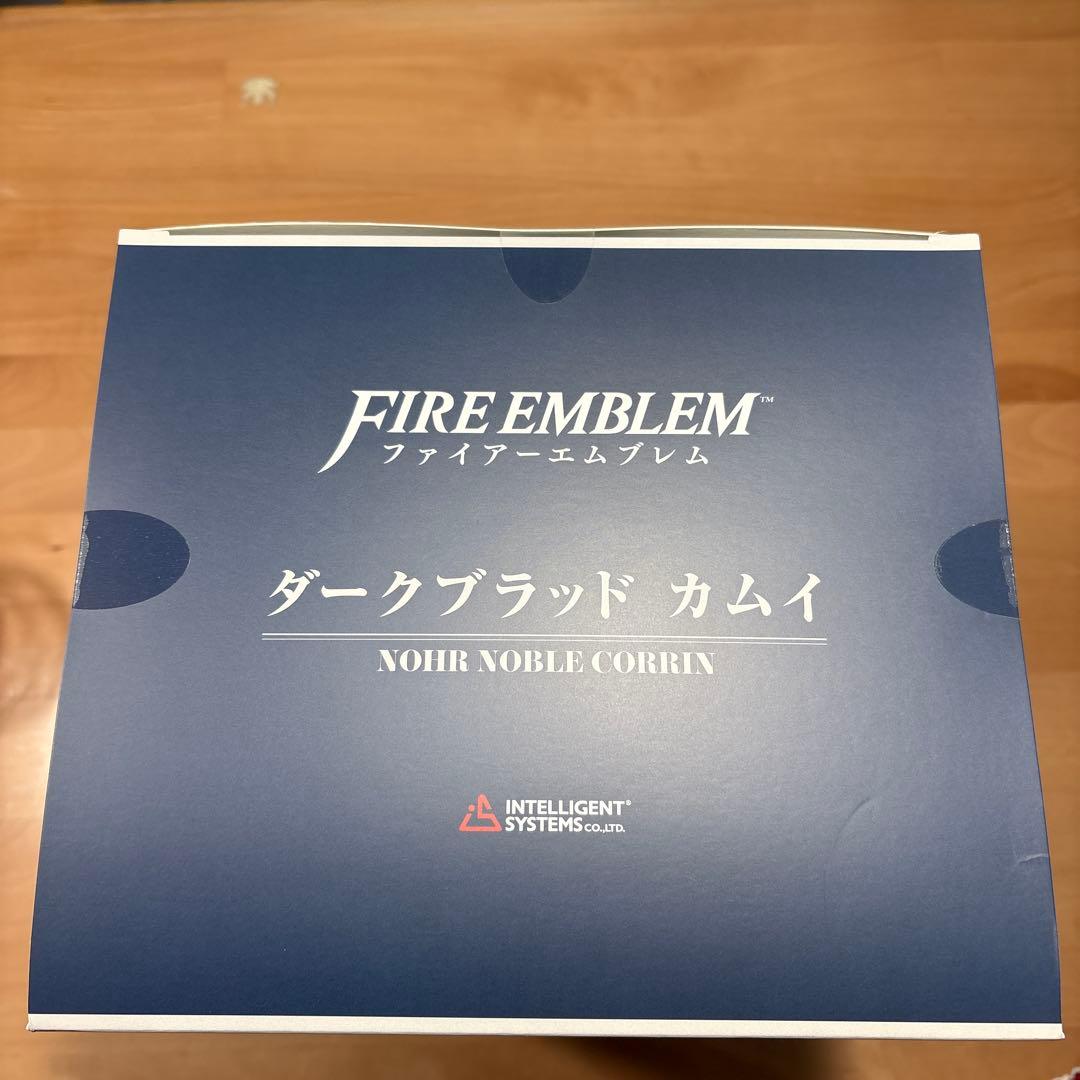 FIRE EMBLEM™
ファイアーエムブレム
ダークブラッド カムイ
NOHR NOBLE CORRIN
INTELLIGENT®
SYSTEMS CO.,LTD.